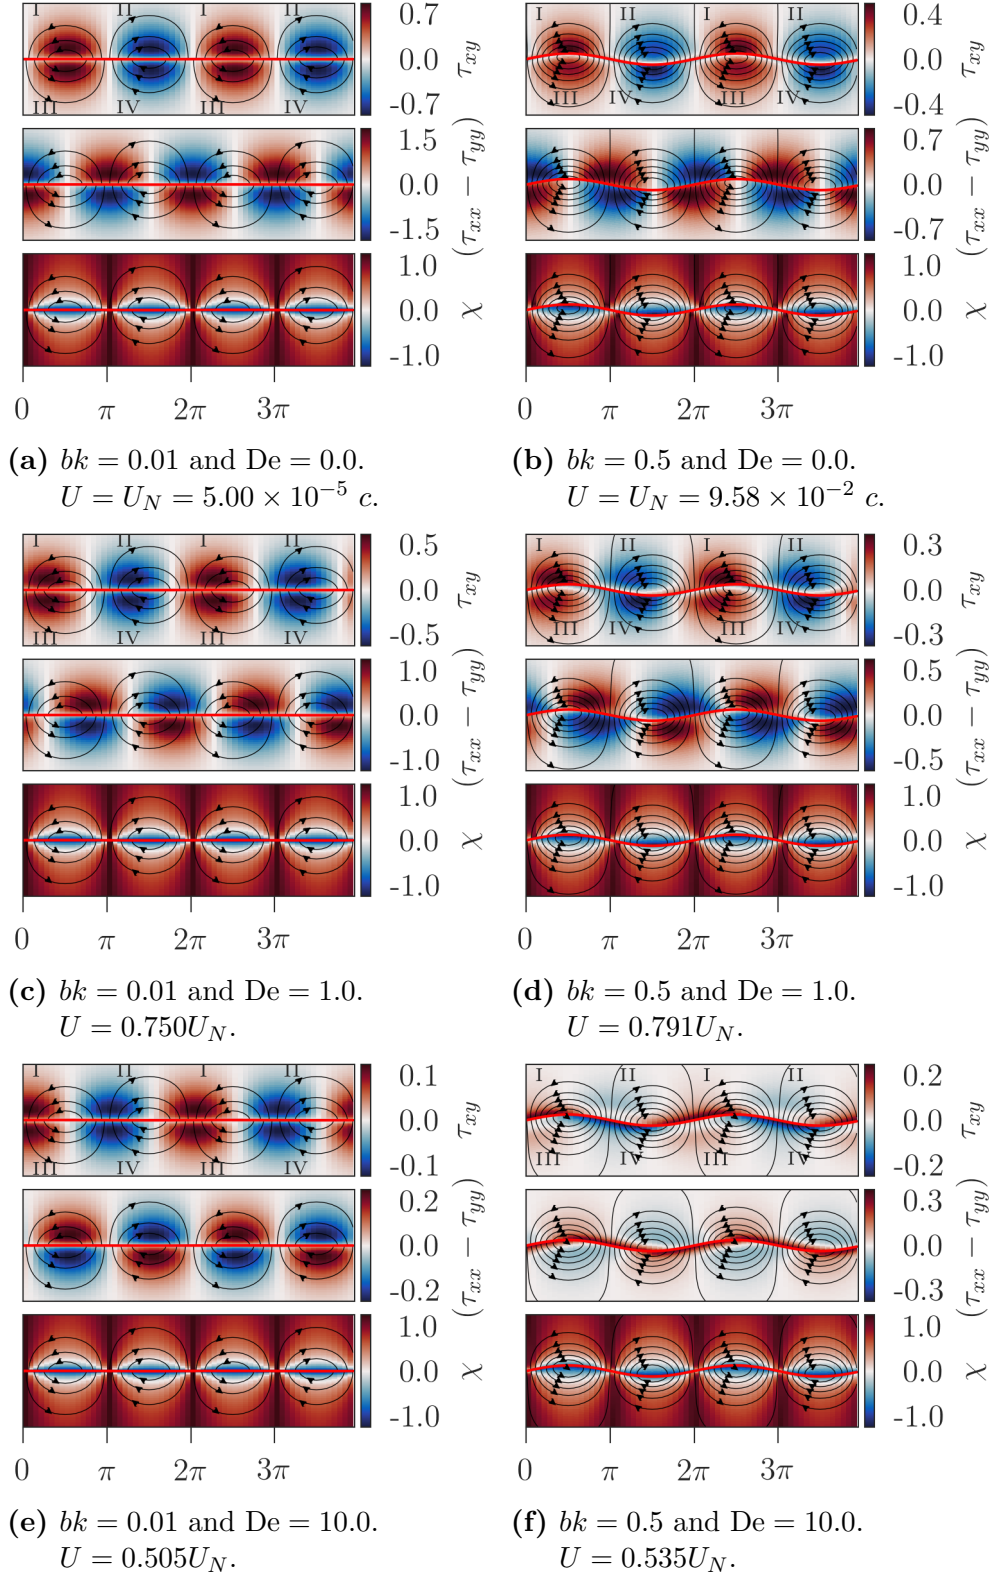 I II I II
III IV III IV
0.7
0.0
-0.7
τxy
1.5
0.0
-1.5
(τxx − τyy)
1.0
0.0
-1.0
χ
0 π 2π 3π
(a) bk = 0.01 and De = 0.0.
U = U_N = 5.00 × 10⁻⁵ c.
I II I II
III IV III IV
0.4
0.0
-0.4
τxy
0.7
0.0
-0.7
(τxx − τyy)
1.0
0.0
-1.0
χ
0 π 2π 3π
(b) bk = 0.5 and De = 0.0.
U = U_N = 9.58 × 10⁻² c.
I II I II
III IV III IV
0.5
0.0
-0.5
τxy
1.0
0.0
-1.0
(τxx − τyy)
1.0
0.0
-1.0
χ
0 π 2π 3π
(c) bk = 0.01 and De = 1.0.
U = 0.750U_N.
I II I II
III IV III IV
0.3
0.0
-0.3
τxy
0.5
0.0
-0.5
(τxx − τyy)
1.0
0.0
-1.0
χ
0 π 2π 3π
(d) bk = 0.5 and De = 1.0.
U = 0.791U_N.
I II I II
III IV III IV
0.1
0.0
-0.1
τxy
0.2
0.0
-0.2
(τxx − τyy)
1.0
0.0
-1.0
χ
0 π 2π 3π
(e) bk = 0.01 and De = 10.0.
U = 0.505U_N.
I II I II
III IV III IV
0.2
0.0
-0.2
τxy
0.3
0.0
-0.3
(τxx − τyy)
1.0
0.0
-1.0
χ
0 π 2π 3π
(f) bk = 0.5 and De = 10.0.
U = 0.535U_N.